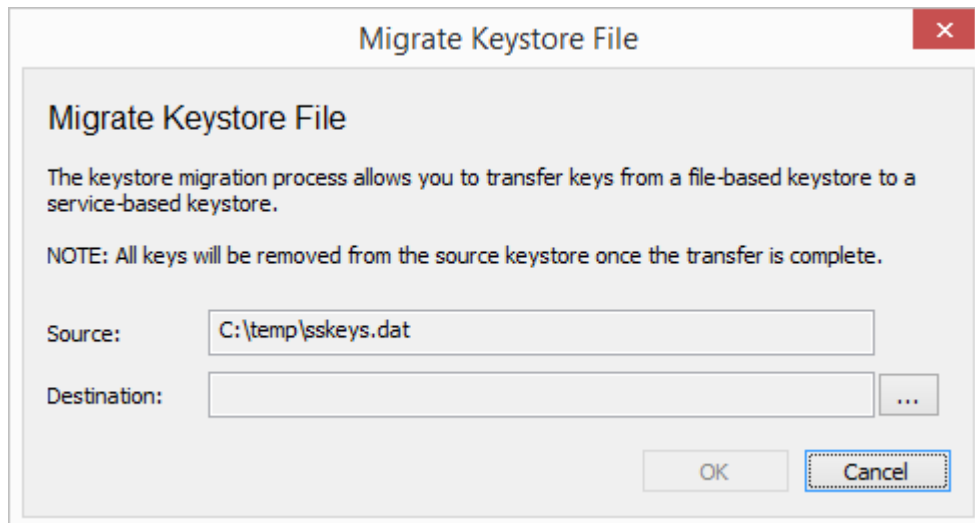 Migrate Keystore File
Migrate Keystore File
The keystore migration process allows you to transfer keys from a file-based keystore to a
service-based keystore.
NOTE: All keys will be removed from the source keystore once the transfer is complete.
Source: C:\temp\sskeys.dat
Destination: ...
OK Cancel